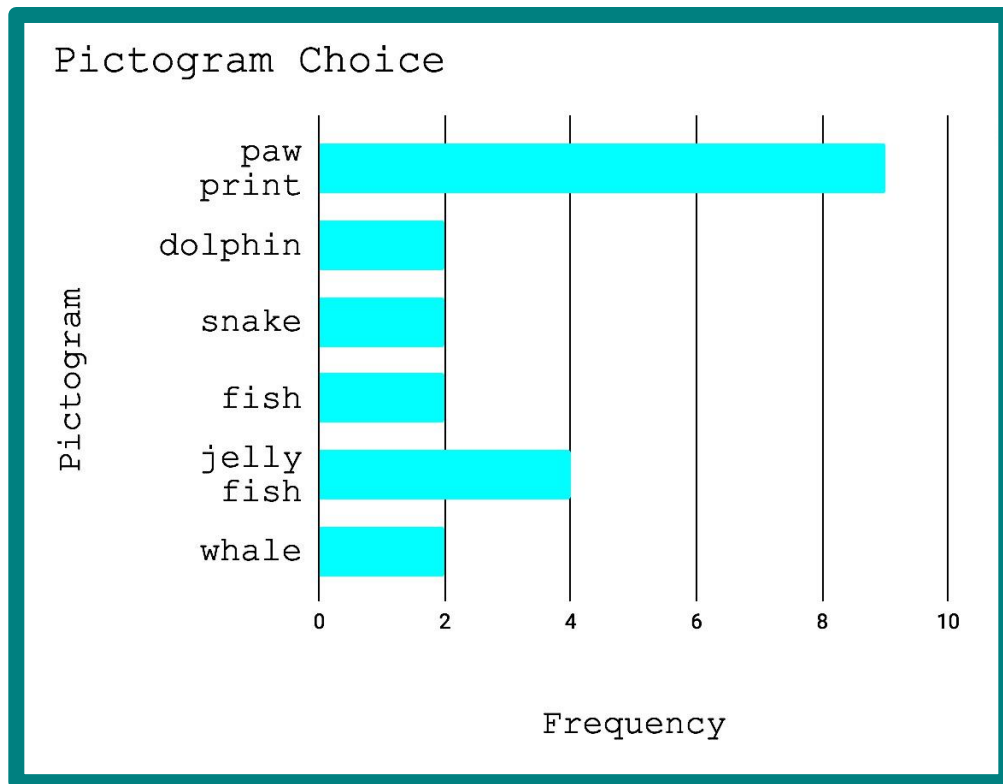 Pictogram Choice
paw
print
dolphin
snake
fish
jelly
fish
whale
Pictogram
0 2 4 6 8 10
Frequency